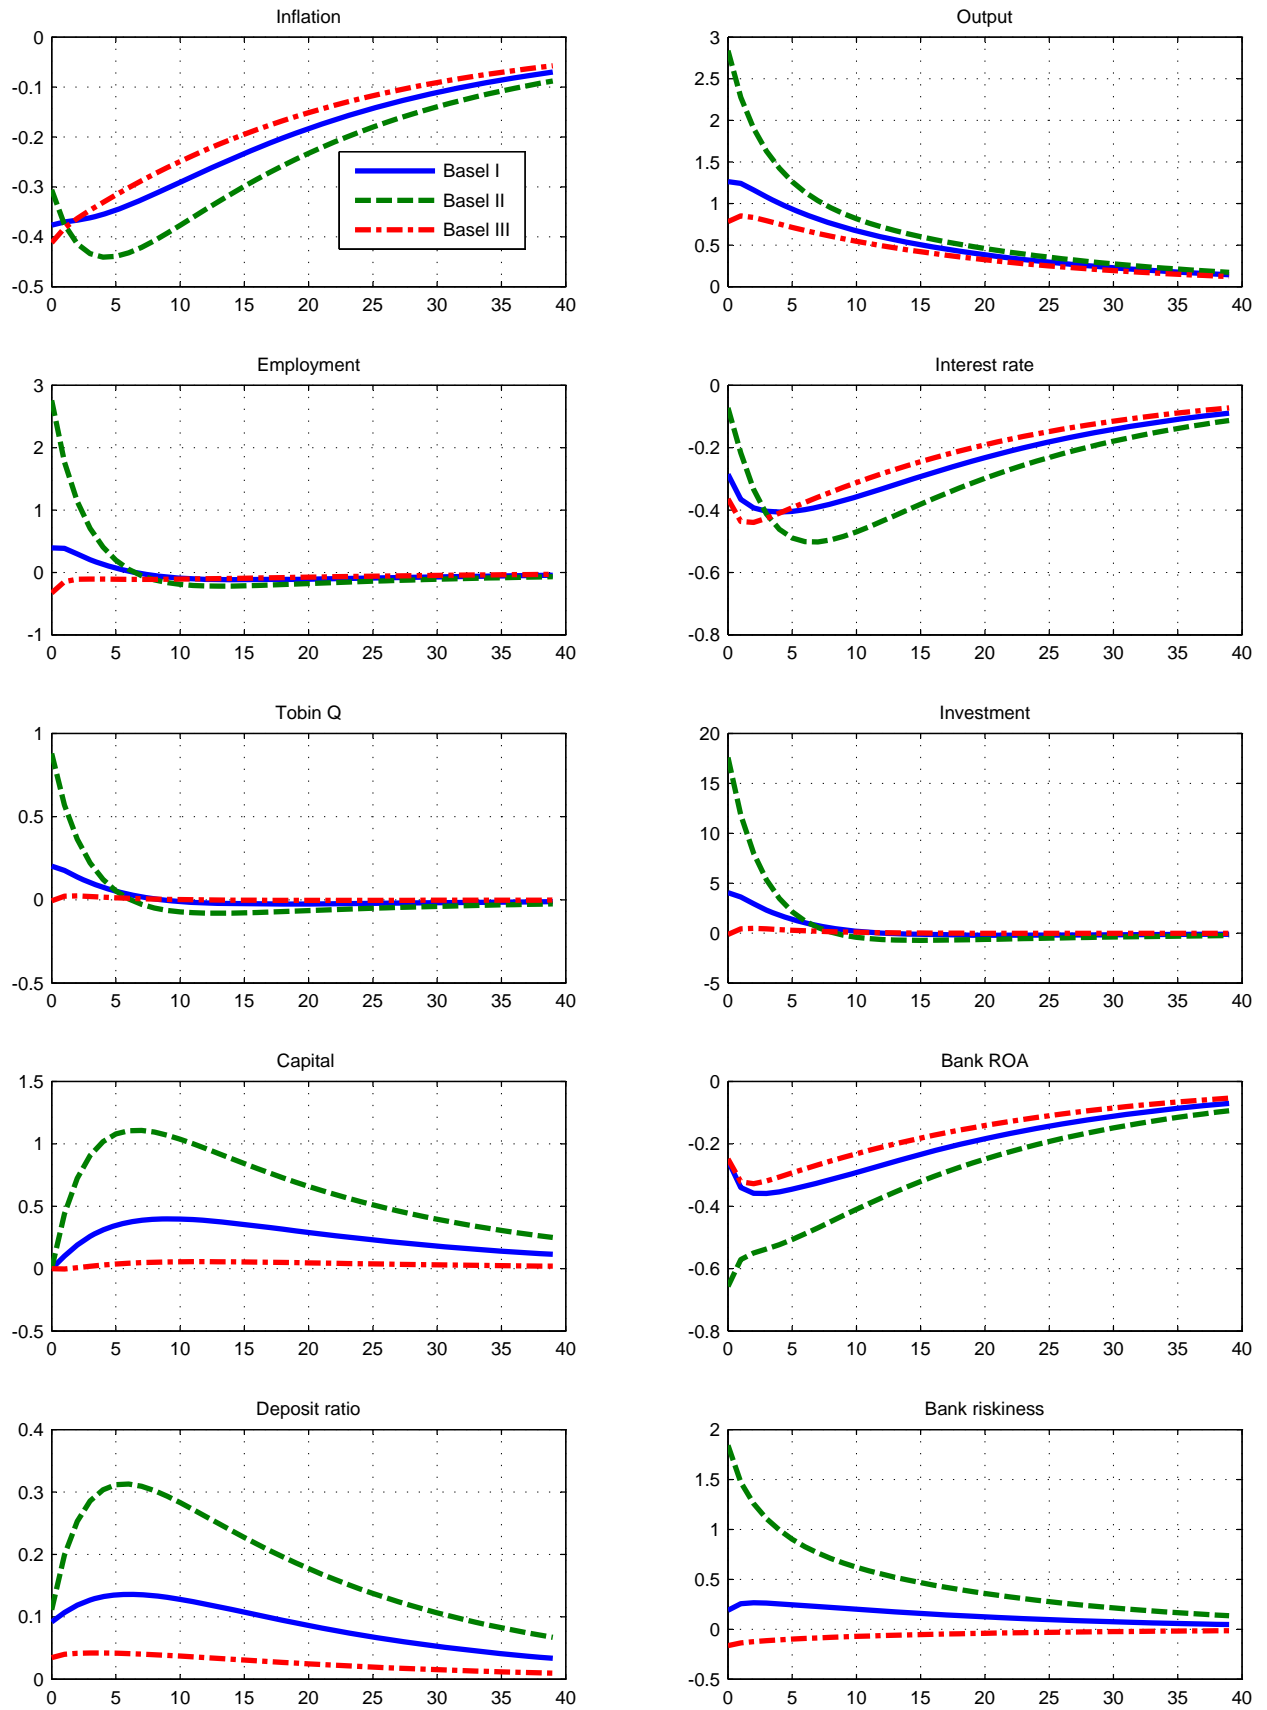 Inflation
0
-0.1
-0.2
-0.3
-0.4
-0.5
0 5 10 15 20 25 30 35 40
Basel I
Basel II
Basel III
Output
3
2.5
2
1.5
1
0.5
0
0 5 10 15 20 25 30 35 40
Employment
3
2
1
0
-1
0 5 10 15 20 25 30 35 40
Interest rate
0
-0.2
-0.4
-0.6
-0.8
0 5 10 15 20 25 30 35 40
Tobin Q
1
0.5
0
-0.5
0 5 10 15 20 25 30 35 40
Investment
20
15
10
5
0
-5
0 5 10 15 20 25 30 35 40
Capital
1.5
1
0.5
0
-0.5
0 5 10 15 20 25 30 35 40
Bank ROA
0
-0.2
-0.4
-0.6
-0.8
0 5 10 15 20 25 30 35 40
Deposit ratio
0.4
0.3
0.2
0.1
0
0 5 10 15 20 25 30 35 40
Bank riskiness
2
1.5
1
0.5
0
-0.5
0 5 10 15 20 25 30 35 40